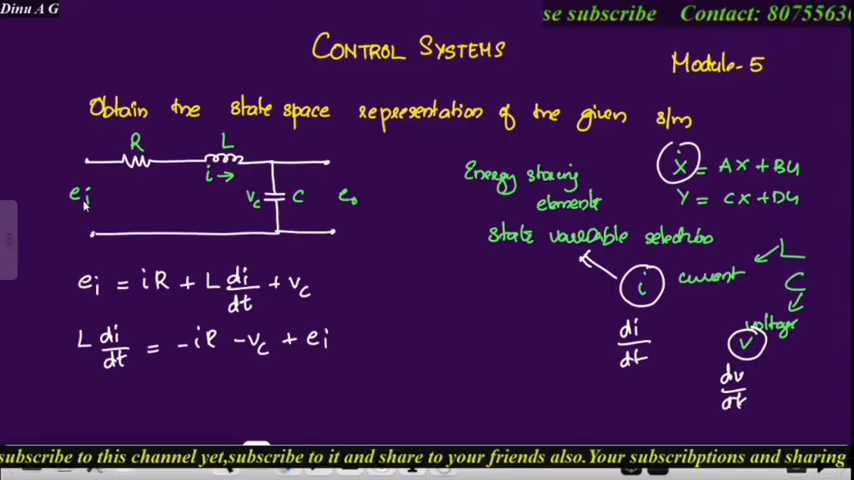 Dinu A G
se subscribe Contact: 80755630
CONTROL SYSTEMS
Module-5
Obtain the state space representation of the given s/m
R
L
i →
ei
vc
C
eo
Energy storing
elements
Ẋ = AX + BU
Y = CX + DU
State variable selection
L
i current
C
voltage
v
di/dt
dv/dt
ei = iR + L di/dt + vc
L di/dt = -iR - vc + ei
subscribe to this channel yet,subscribe to it and share to your friends also.Your subscribptions and sharing